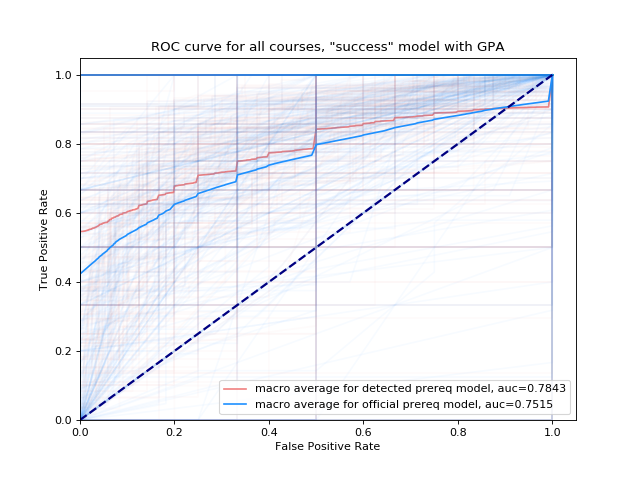 ROC curve for all courses, "success" model with GPA
True Positive Rate
1.0
0.8
0.6
0.4
0.2
0.0
macro average for detected prereq model, auc=0.7843
macro average for official prereq model, auc=0.7515
0.0 0.2 0.4 0.6 0.8 1.0
False Positive Rate